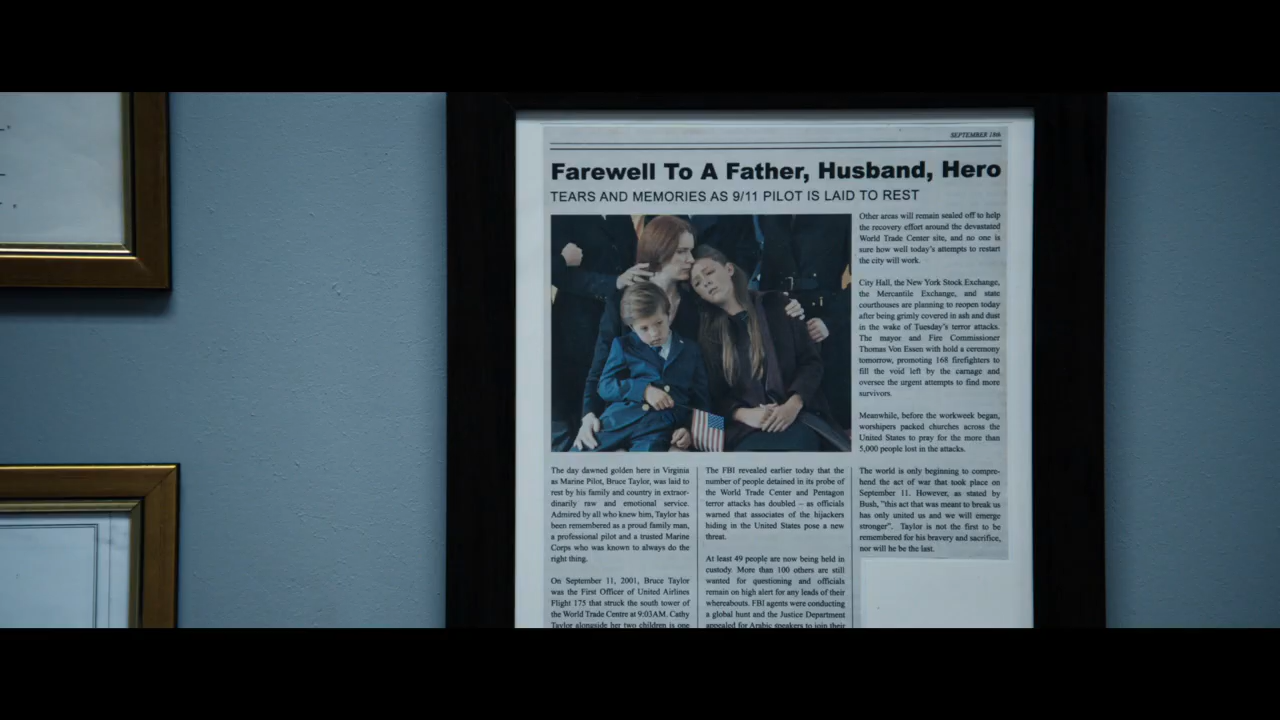 SEPTEMBER 18th
Farewell To A Father, Husband, Hero
TEARS AND MEMORIES AS 9/11 PILOT IS LAID TO REST
The day dawned golden here in Virginia
as Marine Pilot, Bruce Taylor, was laid to
rest by his family and country in extraor-
dinarily raw and emotional service.
Admired by all who knew him, Taylor has
been remembered as a proud family man,
a professional pilot and a trusted Marine
Corps who was known to always do the
right thing.
On September 11, 2001, Bruce Taylor
was the First Officer of United Airlines
Flight 175 that struck the south tower of
the World Trade Centre at 9:03AM. Cathy
Taylor alongside her two children is one
The FBI revealed earlier today that the
number of people detained in its probe of
the World Trade Center and Pentagon
terror attacks has doubled – as officials
warned that associates of the hijackers
hiding in the United States pose a new
threat.
At least 49 people are now being held in
custody. More than 100 others are still
wanted for questioning and officials
remain on high alert for any leads of their
whereabouts. FBI agents were conducting
a global hunt and the Justice Department
appealed for Arabic speakers to join their
Other areas will remain sealed off to help
the recovery effort around the devastated
World Trade Center site, and no one is
sure how well today's attempts to restart
the city will work.
City Hall, the New York Stock Exchange,
the Mercantile Exchange, and state
courthouses are planning to reopen today
after being grimly covered in ash and dust
in the wake of Tuesday's terror attacks.
The mayor and Fire Commissioner
Thomas Von Essen with hold a ceremony
tomorrow, promoting 168 firefighters to
fill the void left by the carnage and
oversee the urgent attempts to find more
survivors.
Meanwhile, before the workweek began,
worshipers packed churches across the
United States to pray for the more than
5,000 people lost in the attacks.
The world is only beginning to compre-
hend the act of war that took place on
September 11. However, as stated by
Bush, "this act that was meant to break us
has only united us and we will emerge
stronger". Taylor is not the first to be
remembered for his bravery and sacrifice,
nor will he be the last.